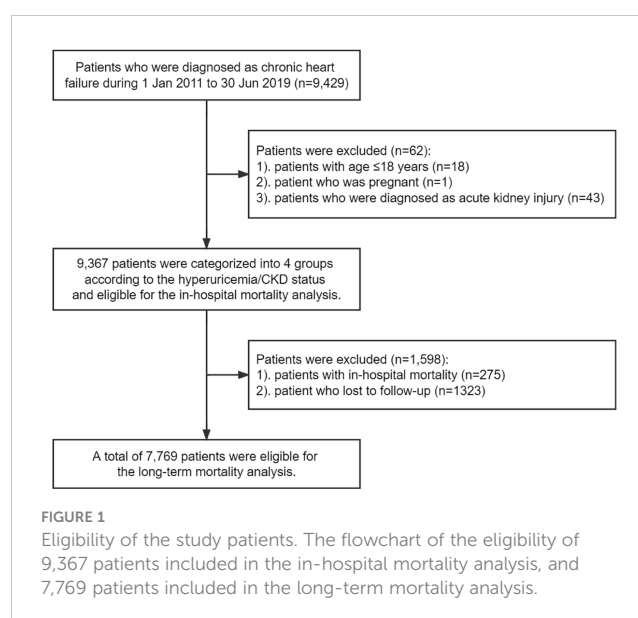 Patients who were diagnosed as chronic heart
failure during 1 Jan 2011 to 30 Jun 2019 (n=9,429)
Patients were excluded (n=62):
1). patients with age ≤18 years (n=18)
2). patient who was pregnant (n=1)
3). patients who were diagnosed as acute kidney injury (n=43)
9,367 patients were categorized into 4 groups
according to the hyperuricemia/CKD status
and eligible for the in-hospital mortality analysis.
Patients were excluded (n=1,598):
1). patients with in-hospital mortality (n=275)
2). patient who lost to follow-up (n=1323)
A total of 7,769 patients were eligible for
the long-term mortality analysis.
FIGURE 1
Eligibility of the study patients. The flowchart of the eligibility of
9,367 patients included in the in-hospital mortality analysis, and
7,769 patients included in the long-term mortality analysis.